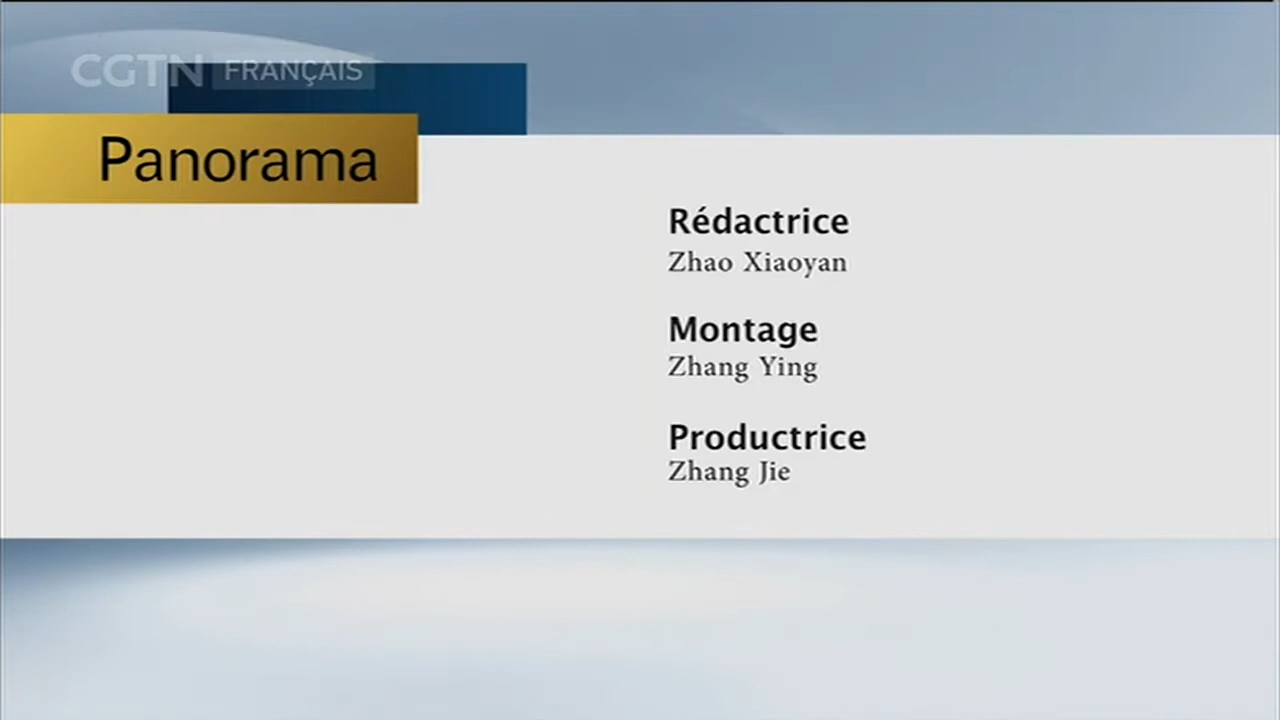 CGTN FRANÇAIS
Panorama
Rédactrice
Zhao Xiaoyan
Montage
Zhang Ying
Productrice
Zhang Jie